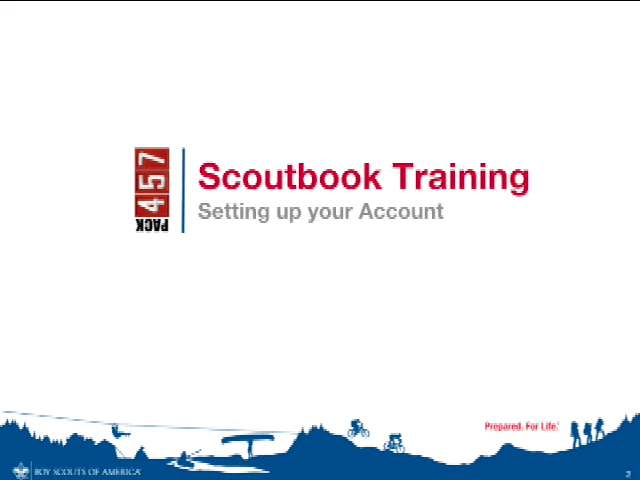 Scoutbook Training
Setting up your Account
457
PACK
Prepared. For Life.
BOY SCOUTS OF AMERICA
2